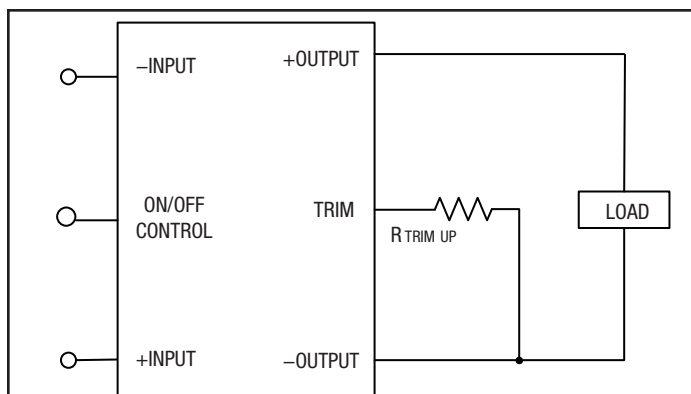 –INPUT
+OUTPUT
ON/OFF
CONTROL
TRIM
R TRIM UP
LOAD
+INPUT
–OUTPUT